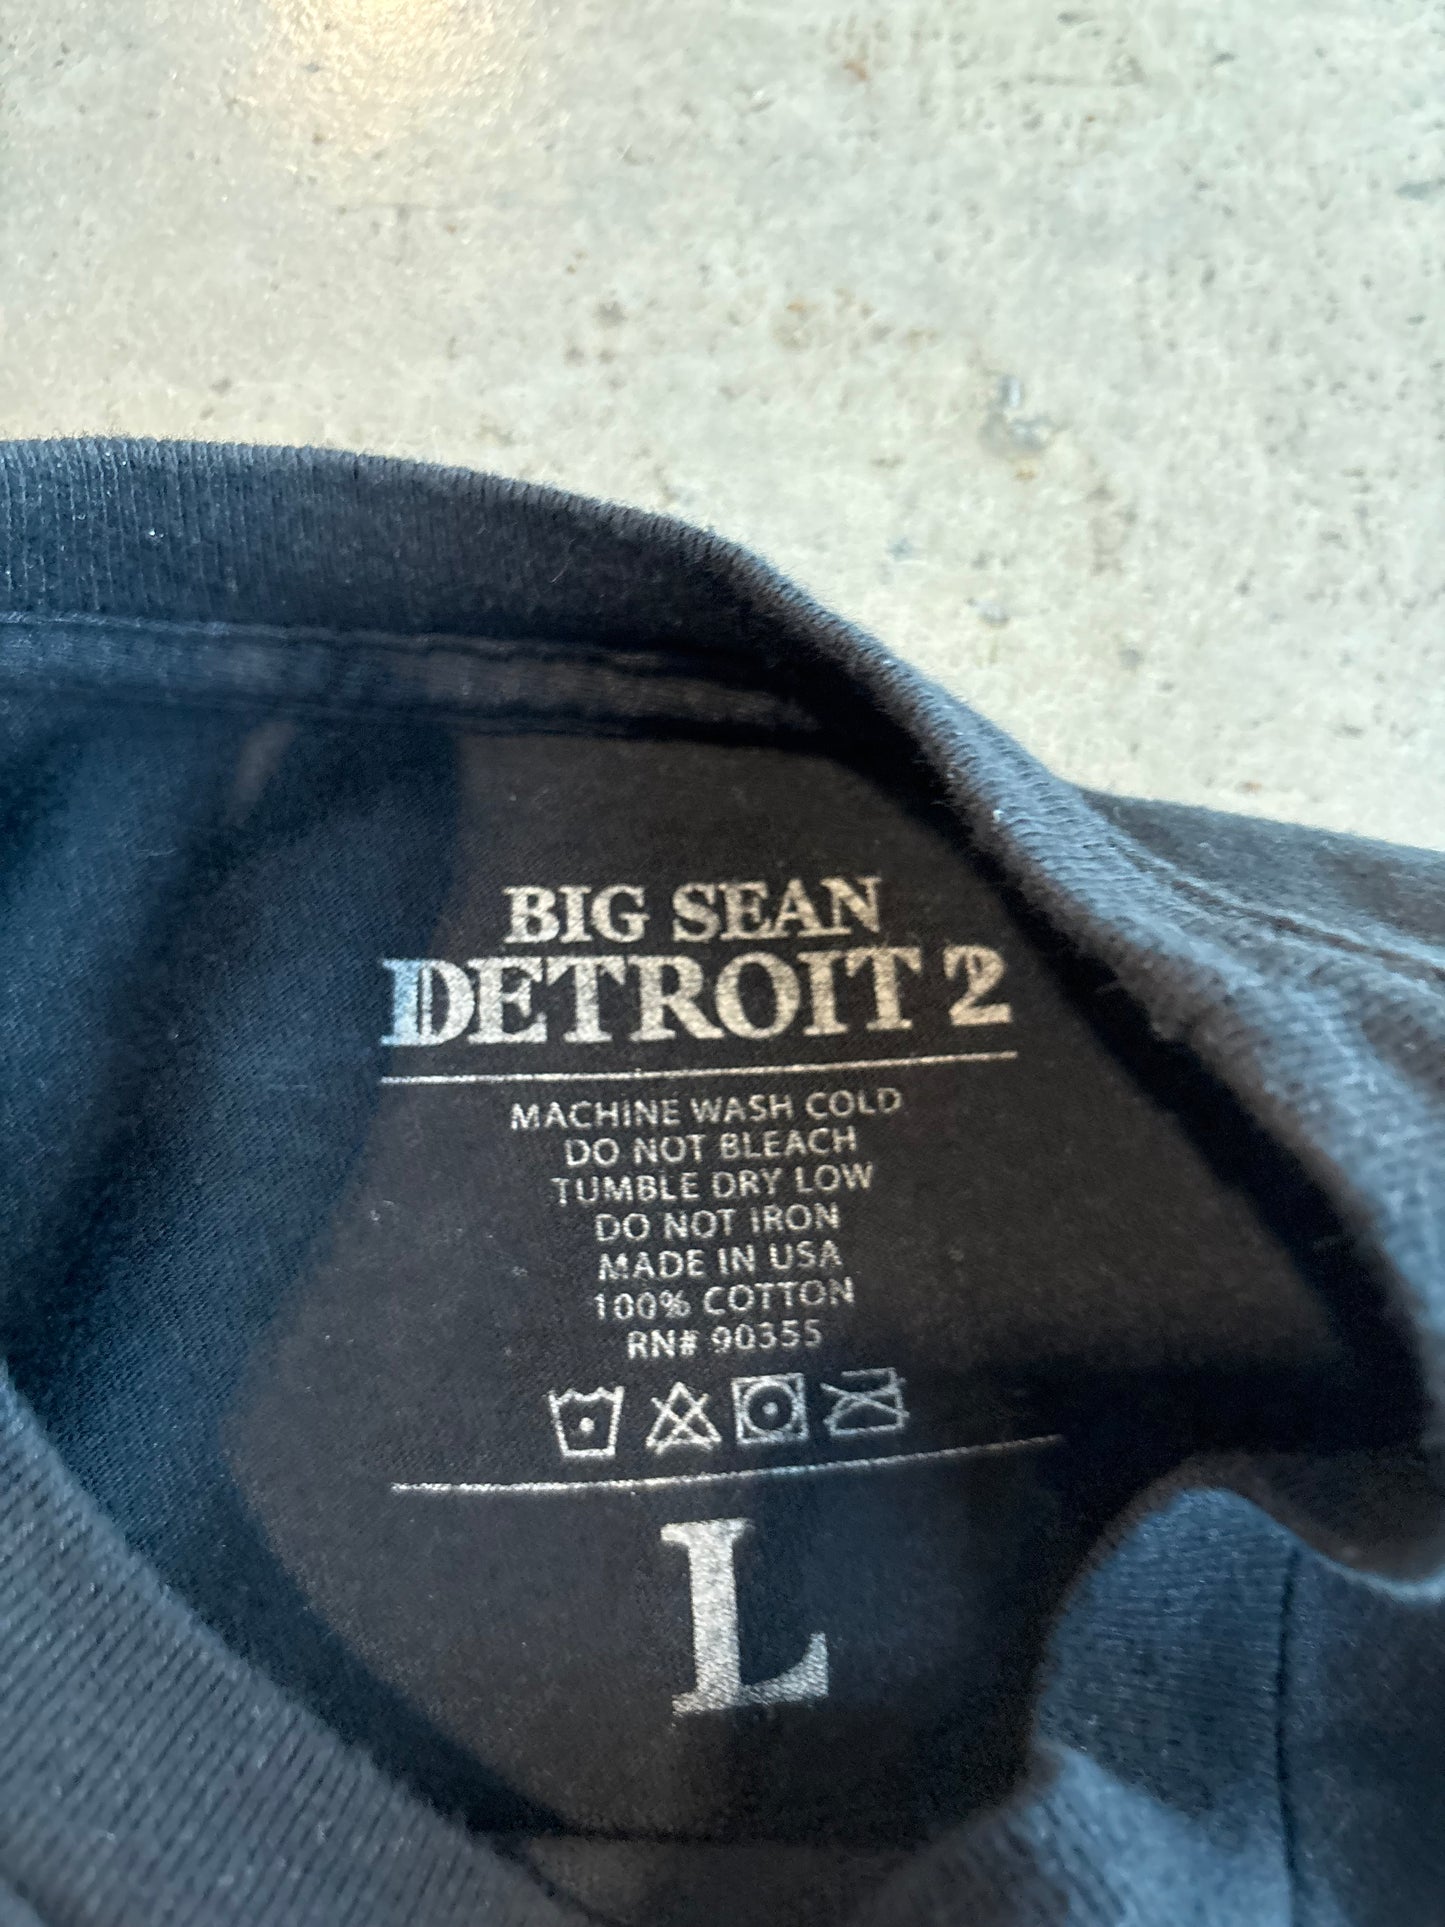 BIG SEAN
DETROIT 2
MACHINE WASH COLD
DO NOT BLEACH
TUMBLE DRY LOW
DO NOT IRON
MADE IN USA
100% COTTON
RN# 90355
L